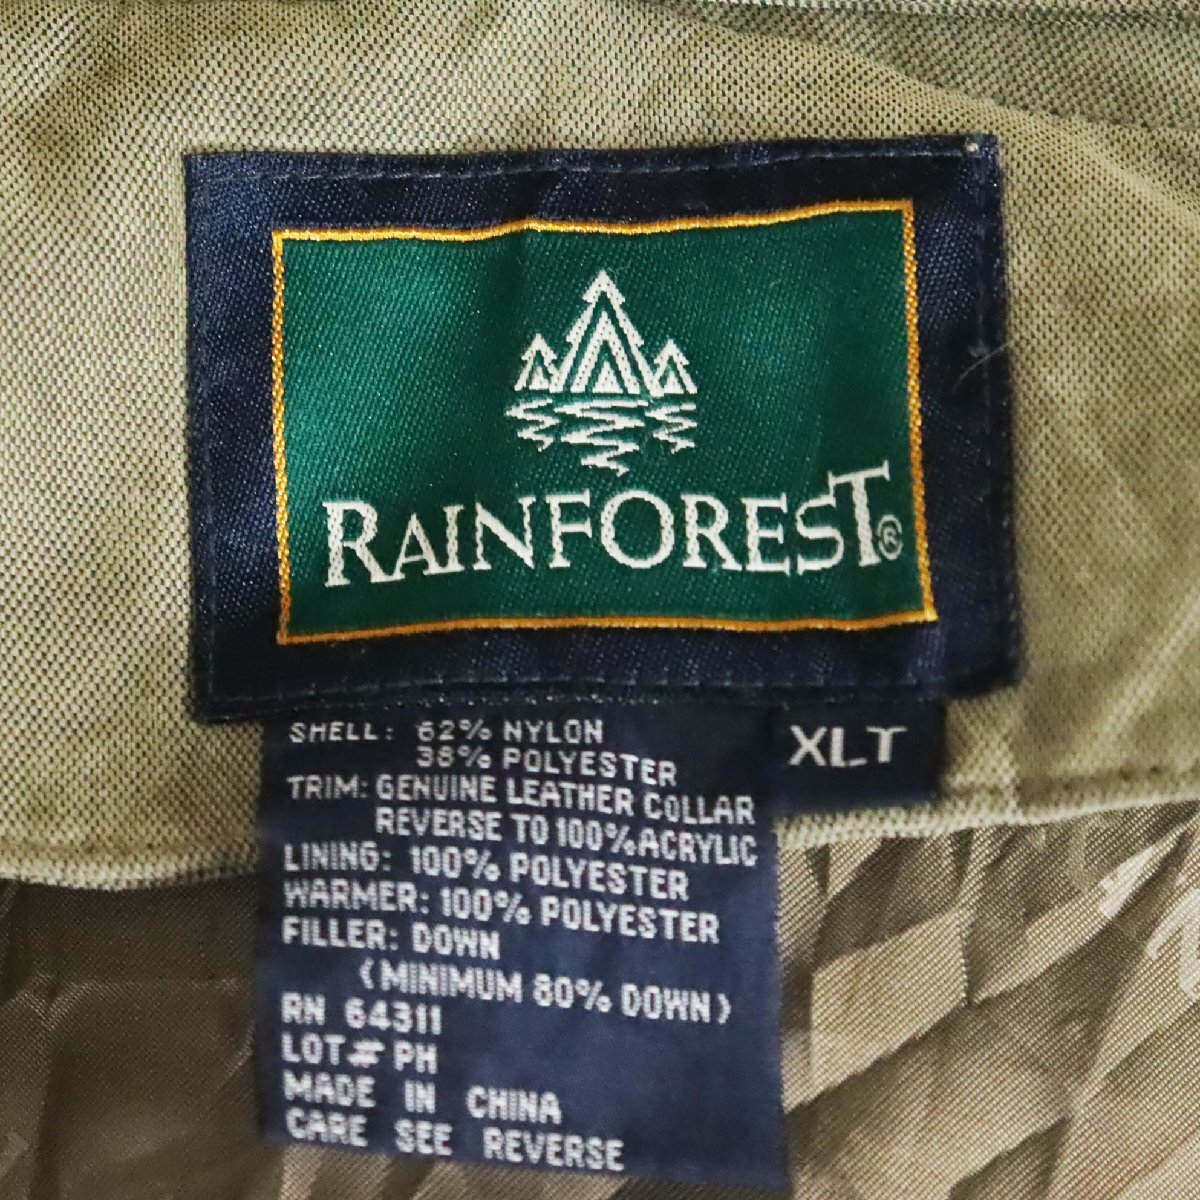 RAINFOREST®
XLT
SHELL: 62% NYLON
38% POLYESTER
TRIM: GENUINE LEATHER COLLAR
REVERSE TO 100% ACRYLIC
LINING: 100% POLYESTER
WARMER: 100% POLYESTER
FILLER: DOWN
(MINIMUM 80% DOWN)
RN 64311
LOT# PH
MADE IN CHINA
CARE SEE REVERSE